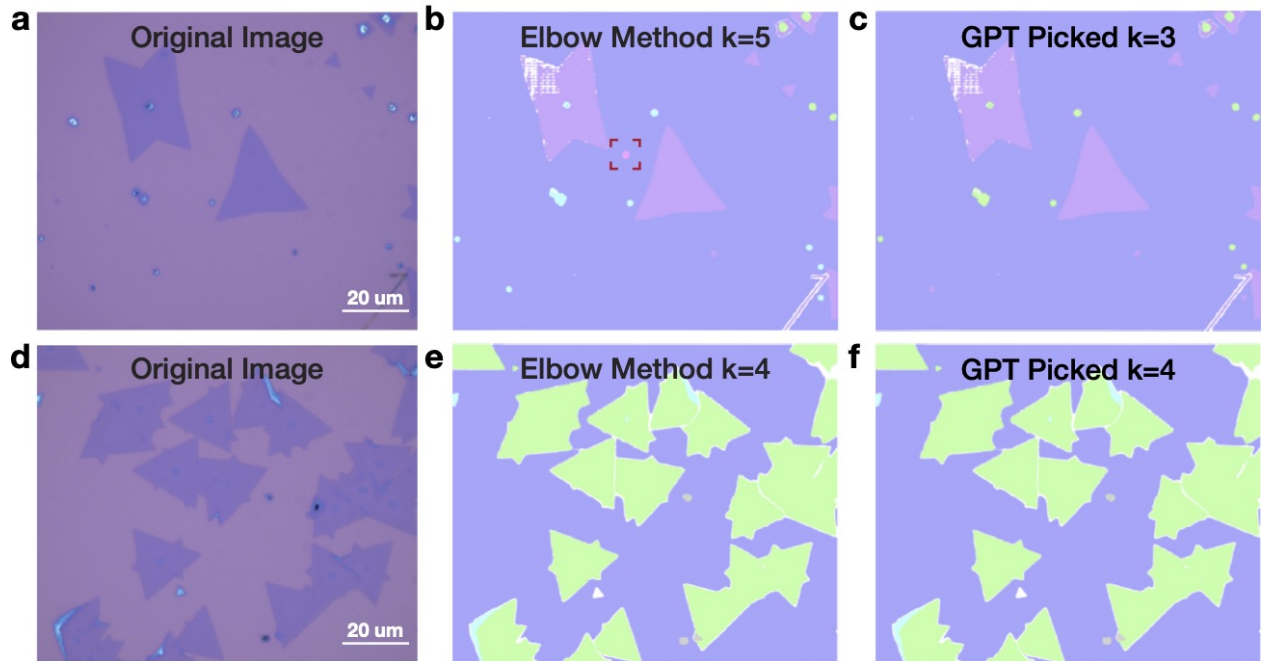 a
Original Image
20 um
b
Elbow Method k=5
c
GPT Picked k=3
d
Original Image
20 um
e
Elbow Method k=4
f
GPT Picked k=4